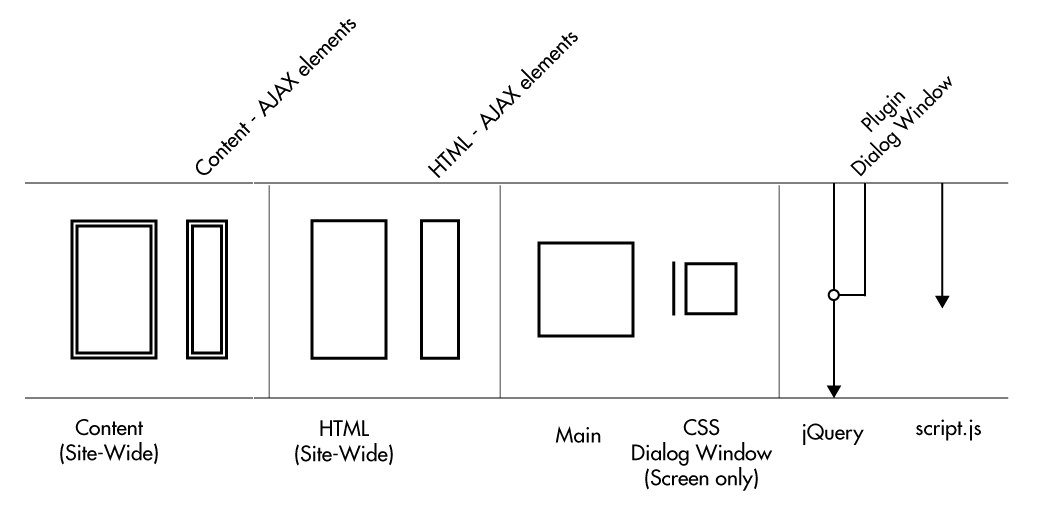 Content - AJAX elements
HTML - AJAX elements
Plugin
Dialog Window
Content
(Site-Wide)
HTML
(Site-Wide)
Main
CSS
Dialog Window
(Screen only)
jQuery
script.js